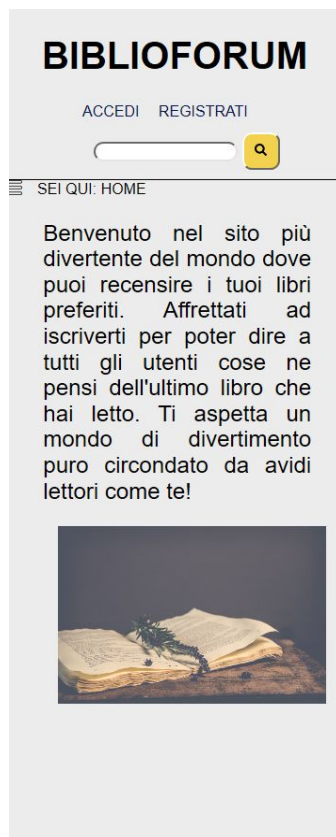 BIBLIOFORUM
ACCEDI REGISTRATI
SEI QUI: HOME
Benvenuto nel sito più
divertente del mondo dove
puoi recensire i tuoi libri
preferiti. Affrettati ad
iscriverti per poter dire a
tutti gli utenti cose ne
pensi dell'ultimo libro che
hai letto. Ti aspetta un
mondo di divertimento
puro circondato da avidi
lettori come te!